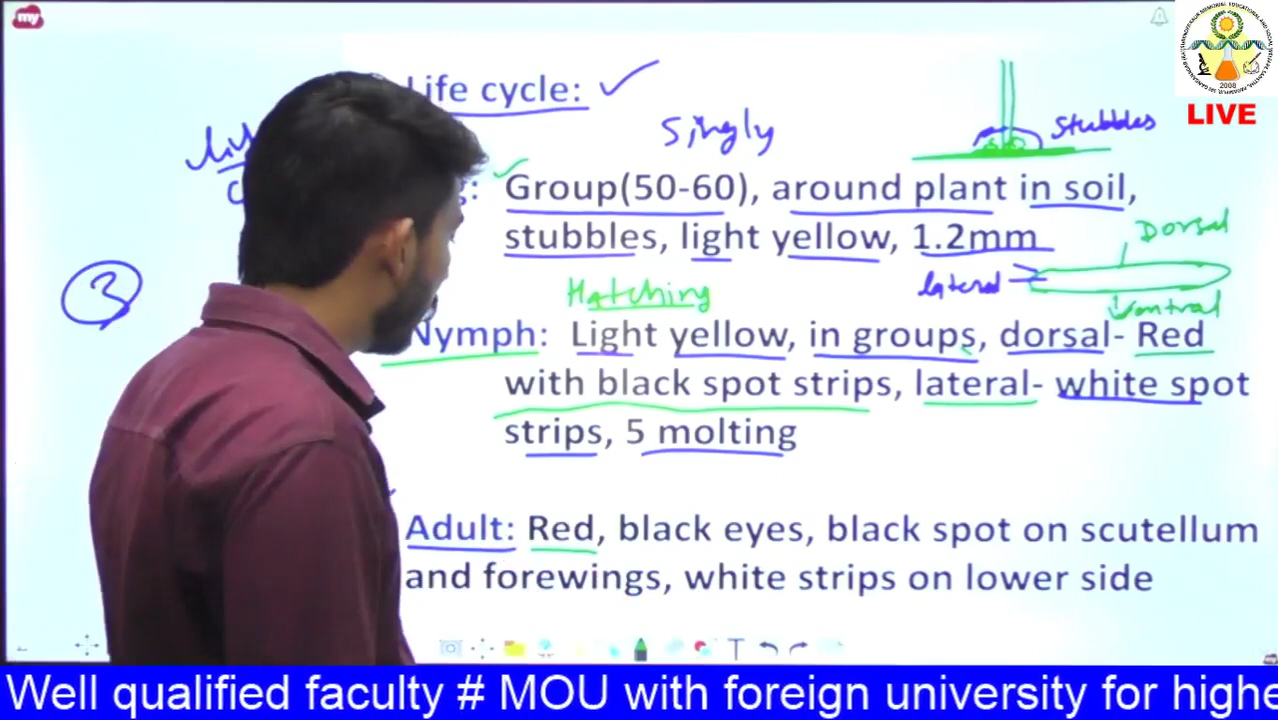 my
Life cycle:
Singly
Stubbles
2008
LIVE
Group(50-60), around plant in soil,
stubbles, light yellow, 1.2mm
Dorsal
lateral
Ventral
Hatching
3
Nymph: Light yellow, in groups, dorsal- Red
with black spot strips, lateral- white spot
strips, 5 molting
Adult: Red, black eyes, black spot on scutellum
and forewings, white strips on lower side
T
Well qualified faculty # MOU with foreign university for highe